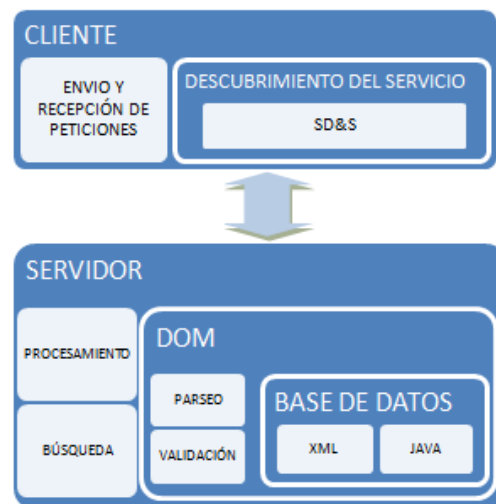 CLIENTE
ENVIO Y
RECEPCIÓN DE
PETICIONES
DESCUBRIMIENTO DEL SERVICIO
SD&S
SERVIDOR
PROCESAMIENTO
BÚSQUEDA
DOM
PARSEO
VALIDACIÓN
BASE DE DATOS
XML
JAVA